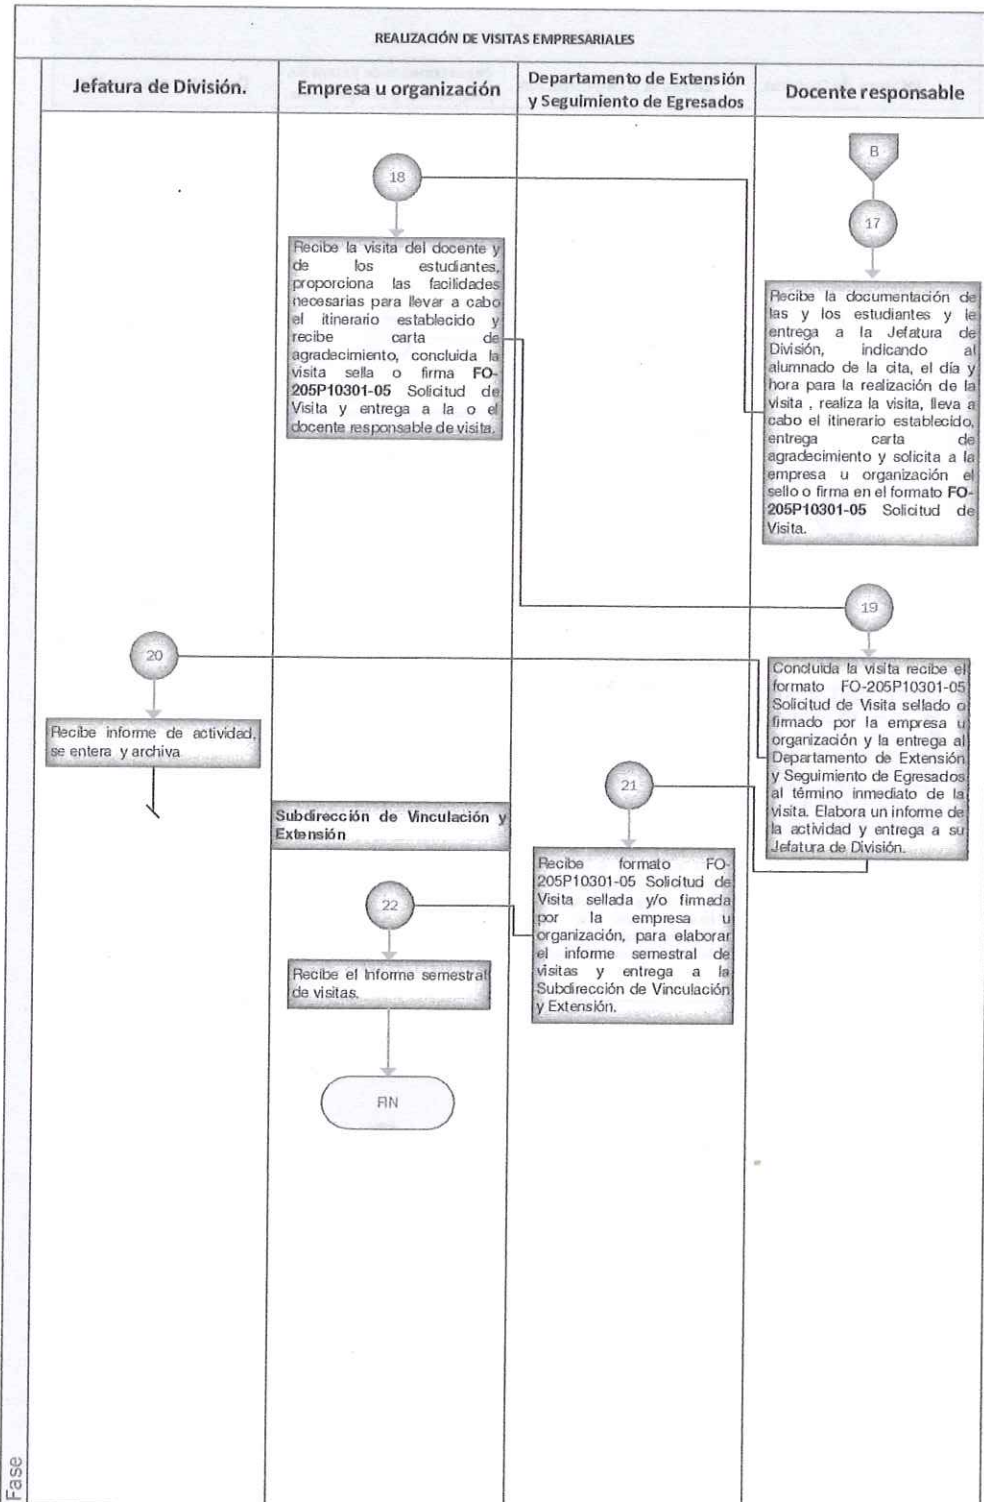 REALIZACIÓN DE VISITAS EMPRESARIALES
Jefatura de División.
Empresa u organización
Departamento de Extensión
y Seguimiento de Egresados
Docente responsable
B
17
Recibe la documentación de
las y los estudiantes y le
entrega a la Jefatura de
División, indicando al
alumnado de la cita, el día y
hora para la realización de la
visita , realiza la visita, lleva a
cabo el itinerario establecido,
entrega carta de
agradecimiento y solicita a la
empresa u organización el
sello o firma en el formato FO-
205P10301-05 Solicitud de
Visita.
18
Recibe la visita del docente y
de los estudiantes,
proporciona las facilidades
necesarias para llevar a cabo
el itinerario establecido y
recibe carta de
agradecimiento, concluida la
visita sella o firma FO-
205P10301-05 Solicitud de
Visita y entrega a la o el
docente responsable de visita.
19
Concluida la visita recibe el
formato FO-205P10301-05
Solicitud de Visita sellado o
firmado por la empresa u
organización y la entrega al
Departamento de Extensión
y Seguimiento de Egresados
al término inmediato de la
visita. Elabora un informe de
la actividad y entrega a su
Jefatura de División.
20
Recibe informe de actividad,
se entera y archiva
21
Recibe formato FO-
205P10301-05 Solicitud de
Visita sellada y/o firmada
por la empresa u
organización, para elaborar
el informe semestral de
visitas y entrega a la
Subdirección de Vinculación
y Extensión.
Subdirección de Vinculación y
Extensión
22
Recibe el Informe semestral
de visitas.
FIN
Fase